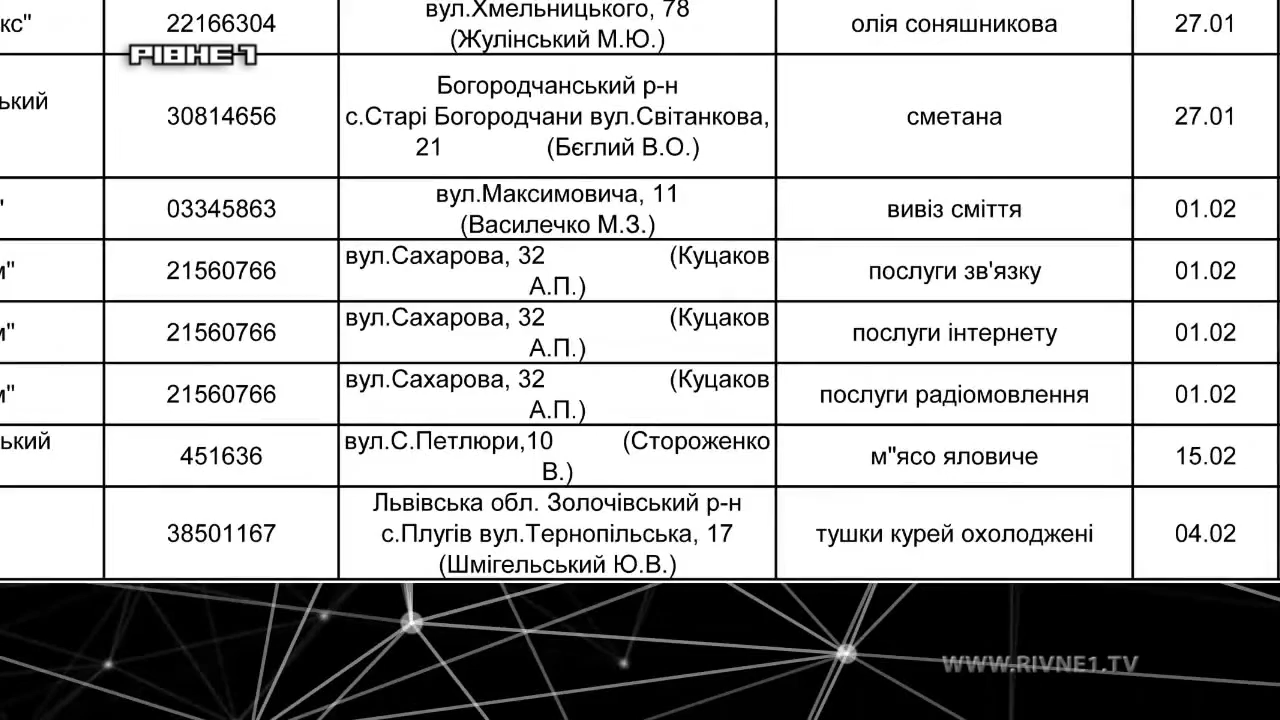 кс"
22166304
вул.Хмельницького, 78
(Жулінський М.Ю.)
олія соняшникова
27.01
РІВНЕ 1
ький
30814656
Богородчанський р-н
с.Старі Богородчани вул.Світанкова,
21 (Бєглий В.О.)
сметана
27.01
"
03345863
вул.Максимовича, 11
(Василечко М.З.)
вивіз сміття
01.02
м"
21560766
вул.Сахарова, 32 (Куцаков
А.П.)
послуги зв'язку
01.02
м"
21560766
вул.Сахарова, 32 (Куцаков
А.П.)
послуги інтернету
01.02
м"
21560766
вул.Сахарова, 32 (Куцаков
А.П.)
послуги радіомовлення
01.02
ький
451636
вул.С.Петлюри,10 (Стороженко
В.)
м"ясо яловиче
15.02
38501167
Львівська обл. Золочівський р-н
с.Плугів вул.Тернопільська, 17
(Шмігельський Ю.В.)
тушки курей охолоджені
04.02
WWW.RIVNE1.TV